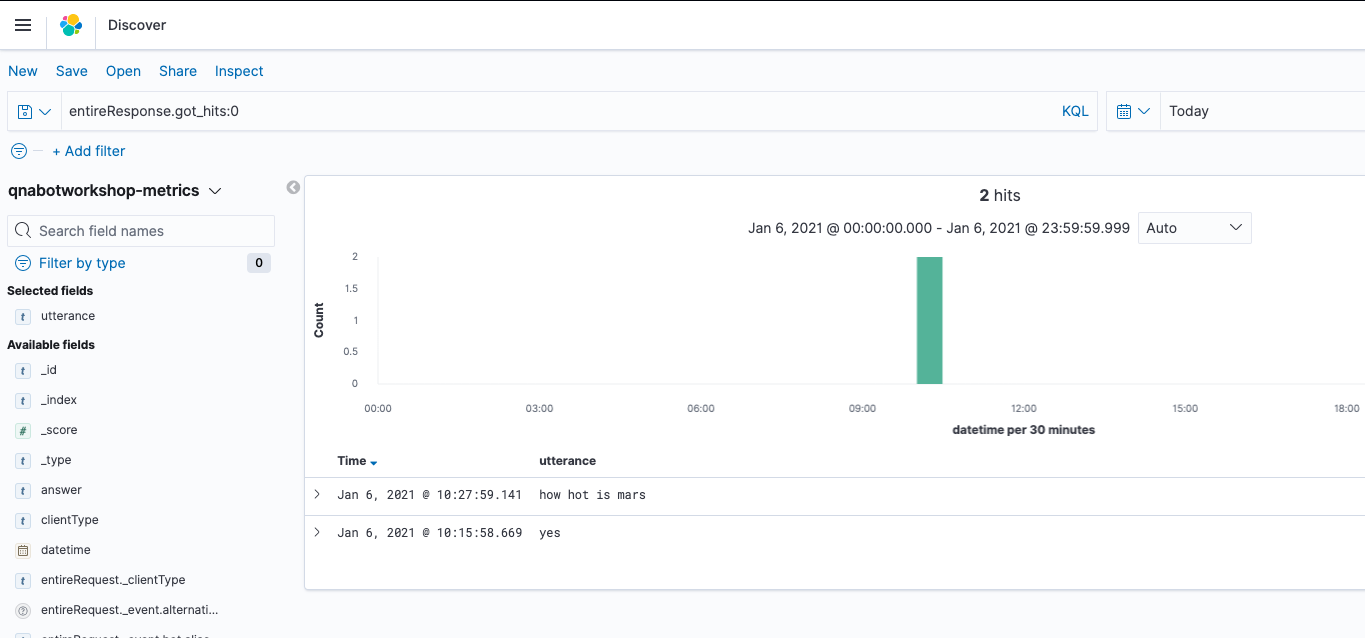 Discover
New Save Open Share Inspect
entireResponse.got_hits:0 KQL Today
+ Add filter
qnabotworkshop-metrics
Search field names
Filter by type 0
Selected fields
t utterance
Available fields
t _id
t _index
# _score
t _type
t answer
t clientType
datetime
t entireRequest._clientType
? entireRequest._event.alternati...
2 hits
Jan 6, 2021 @ 00:00:00.000 - Jan 6, 2021 @ 23:59:59.999 Auto
Count
2
1.5
1
0.5
0
00:00 03:00 06:00 09:00 12:00 15:00 18:00
datetime per 30 minutes
Time utterance
Jan 6, 2021 @ 10:27:59.141 how hot is mars
Jan 6, 2021 @ 10:15:58.669 yes